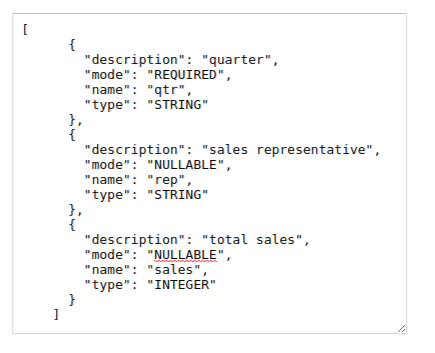 [
{
"description": "quarter",
"mode": "REQUIRED",
"name": "qtr",
"type": "STRING"
},
{
"description": "sales representative",
"mode": "NULLABLE",
"name": "rep",
"type": "STRING"
},
{
"description": "total sales",
"mode": "NULLABLE",
"name": "sales",
"type": "INTEGER"
}
]